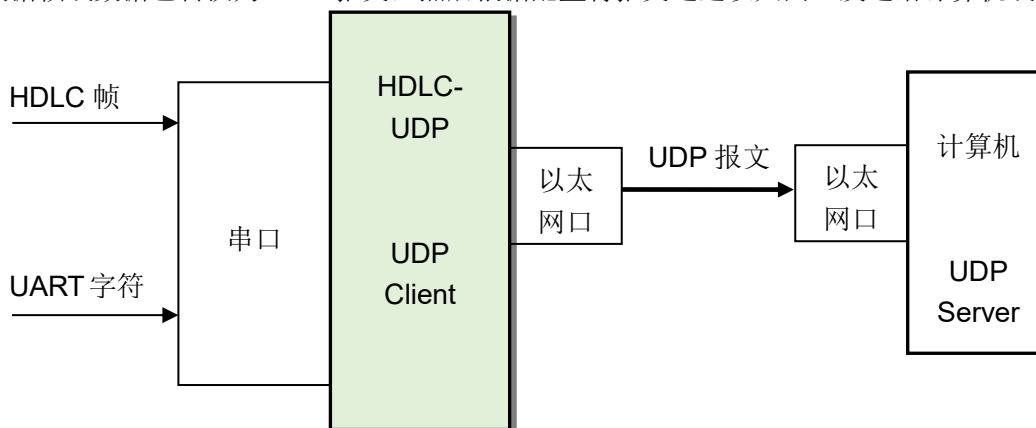 HDLC 帧
UART 字符
串口
HDLC-
UDP
UDP
Client
以太
网口
UDP 报文
以太
网口
计算机
UDP
Server